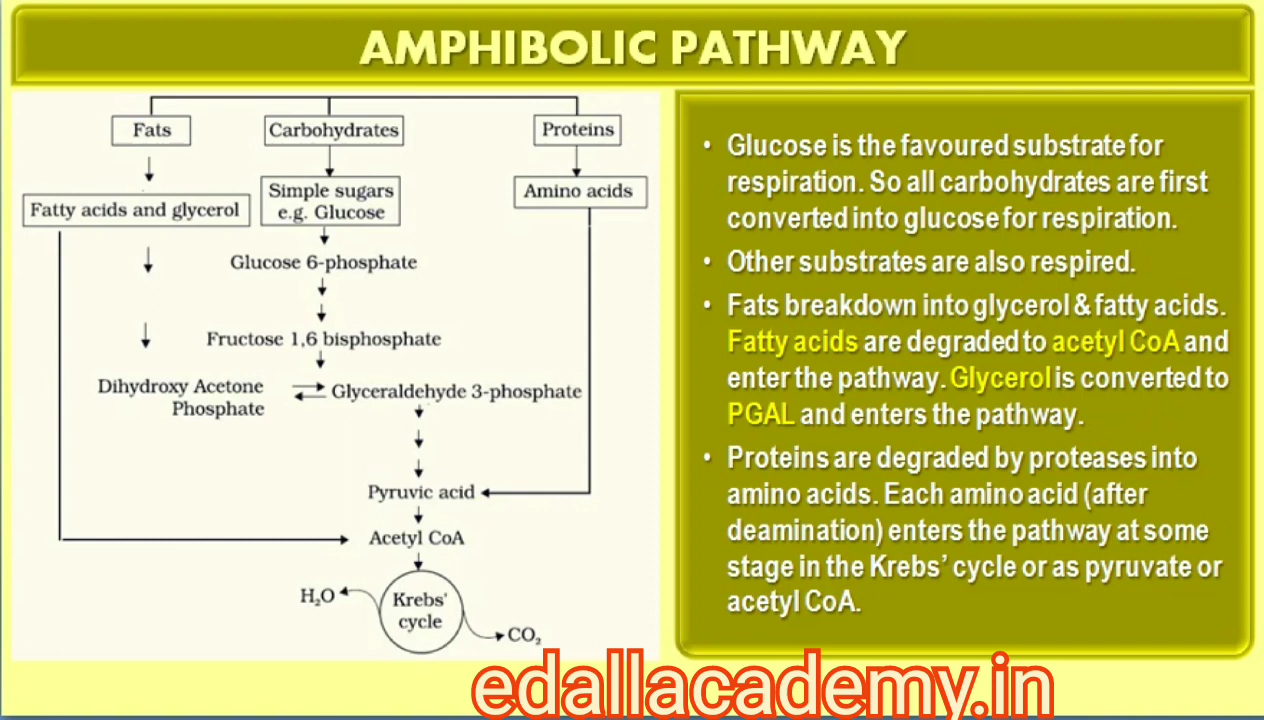 AMPHIBOLIC PATHWAY
Fats
Carbohydrates
Proteins
Fatty acids and glycerol
Simple sugars
e.g. Glucose
Amino acids
Glucose 6-phosphate
Fructose 1,6 bisphosphate
Dihydroxy Acetone
Phosphate
Glyceraldehyde 3-phosphate
Pyruvic acid
Acetyl CoA
H₂O
Krebs'
cycle
CO₂
• Glucose is the favoured substrate for
respiration. So all carbohydrates are first
converted into glucose for respiration.
• Other substrates are also respired.
• Fats breakdown into glycerol & fatty acids.
Fatty acids are degraded to acetyl CoA and
enter the pathway. Glycerol is converted to
PGAL and enters the pathway.
• Proteins are degraded by proteases into
amino acids. Each amino acid (after
deamination) enters the pathway at some
stage in the Krebs’ cycle or as pyruvate or
acetyl CoA.
edallacademy.in